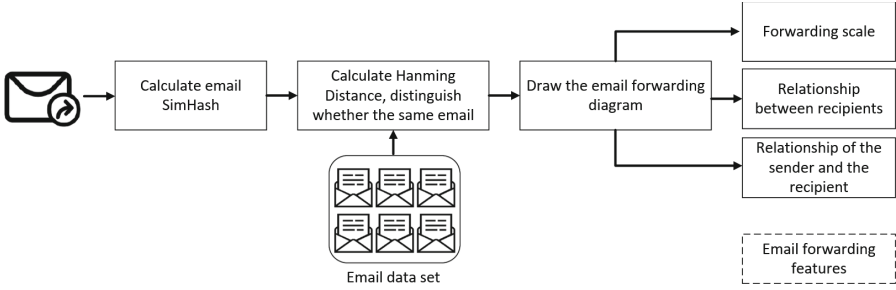 Calculate email
SimHash
Calculate Hanming
Distance, distinguish
whether the same email
Email data set
Draw the email forwarding
diagram
Forwarding scale
Relationship
between recipients
Relationship of the
sender and the
recipient
Email forwarding
features